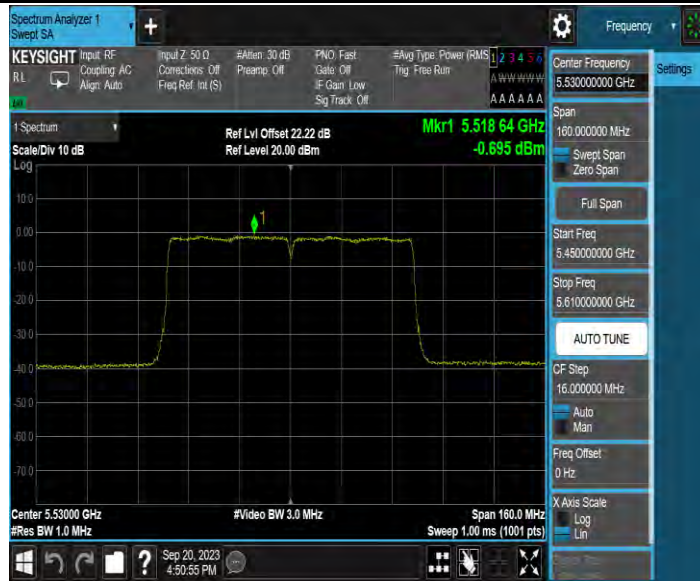 Spectrum Analyzer 1
Swept SA
Frequency
KEYSIGHT
RL
Input: RF
Coupling: AC
Align: Auto
Input Z: 50 Ω
Corrections: Off
Freq Ref: Int (S)
#Atten: 30 dB
Preamp: Off
PNO: Fast
Gate: Off
IF Gain: Low
Sig Track: Off
#Avg Type: Power (RMS
Trig: Free Run
1 2 3 4 5 6
A W W W W W
A A A A A A
1 Spectrum
Scale/Div 10 dB
Log
Ref Lvl Offset 22.22 dB
Ref Level 20.00 dBm
Mkr1 5.518 64 GHz
-0.695 dBm
10.0
0.00
-10.0
-20.0
-30.0
-40.0
-50.0
-60.0
-70.0
1
Center 5.53000 GHz
#Res BW 1.0 MHz
#Video BW 3.0 MHz
Span 160.0 MHz
Sweep 1.00 ms (1001 pts)
Sep 20, 2023
4:50:55 PM
Center Frequency
5.530000000 GHz
Settings
Span
160.000000 MHz
Swept Span
Zero Span
Full Span
Start Freq
5.450000000 GHz
Stop Freq
5.610000000 GHz
AUTO TUNE
CF Step
16.000000 MHz
Auto
Man
Freq Offset
0 Hz
X Axis Scale
Log
Lin